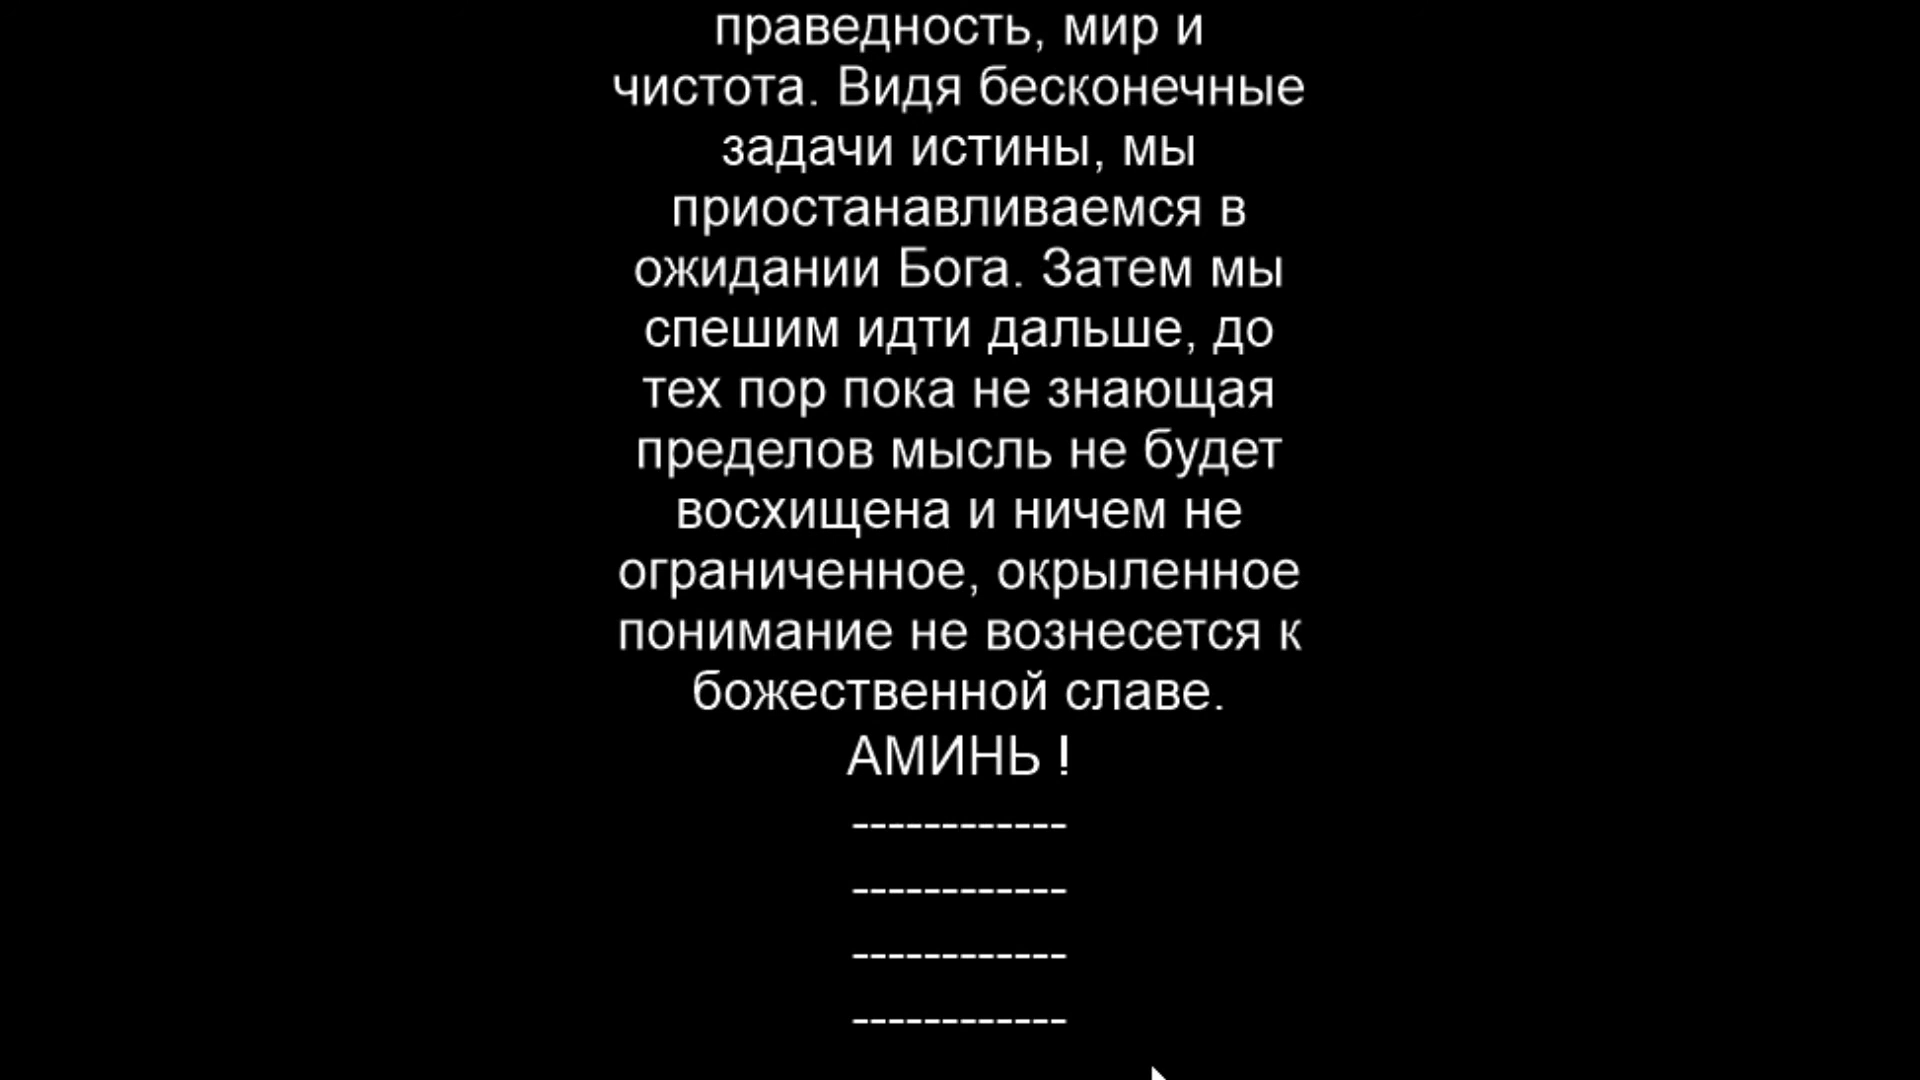 праведность, мир и
чистота. Видя бесконечные
задачи истины, мы
приостанавливаемся в
ожидании Бога. Затем мы
спешим идти дальше, до
тех пор пока не знающая
пределов мысль не будет
восхищена и ничем не
ограниченное, окрыленное
понимание не вознесется к
божественной славе.
АМИНЬ !
------------
------------
------------
------------